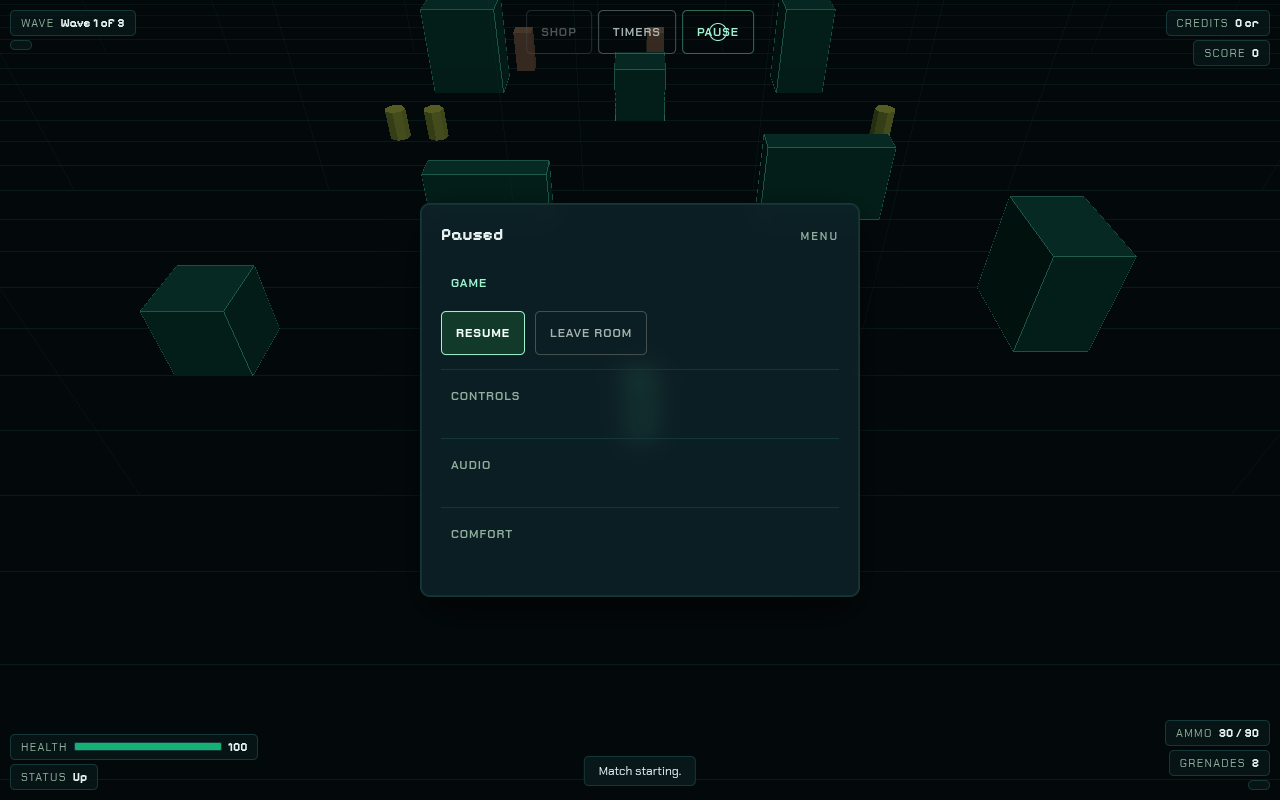 WAVE Wave 1 of 3
SHOP
TIMERS
PAUSE
CREDITS 0 cr
SCORE 0
Paused
MENU
GAME
RESUME
LEAVE ROOM
CONTROLS
AUDIO
COMFORT
HEALTH 100
STATUS Up
Match starting.
AMMO 30 / 90
GRENADES 2